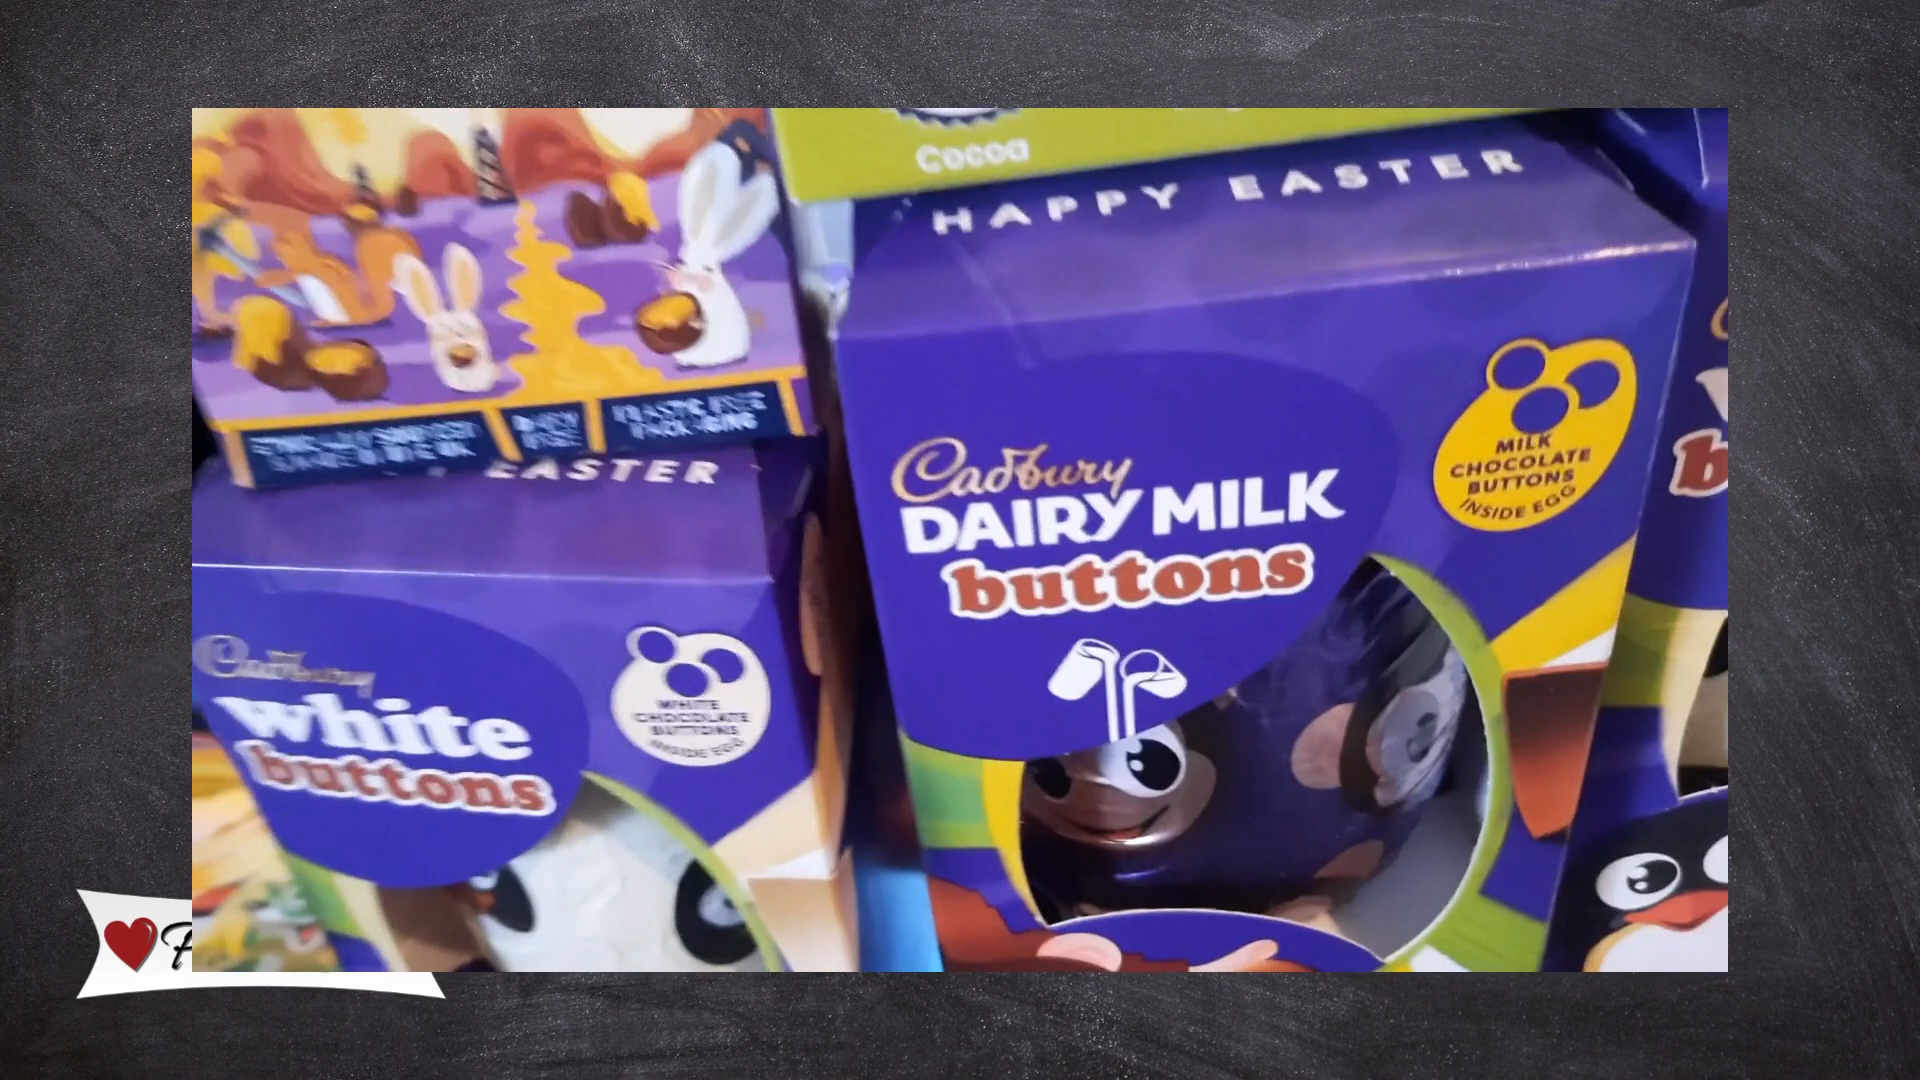 Cocoa
HAPPY EASTER
EASTER
Cadbury
DAIRY MILK
buttons
MILK
CHOCOLATE
BUTTONS
INSIDE EGG
Cadbury
white
buttons
WHITE
CHOCOLATE
BUTTONS
INSIDE EGG
b